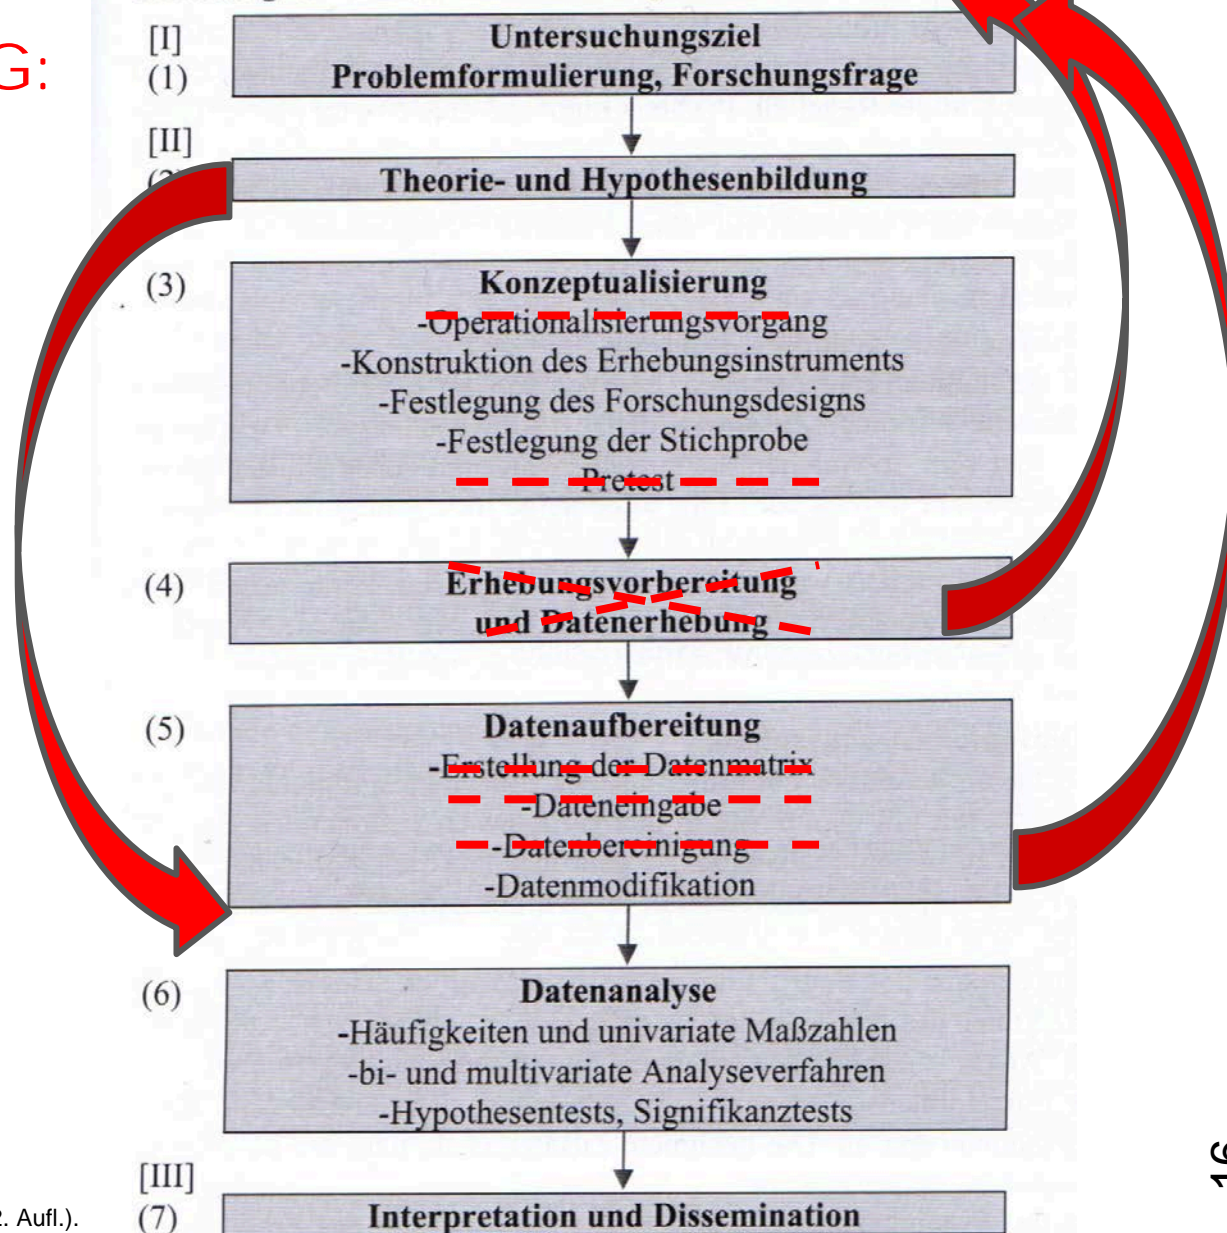 G:
[I]
Untersuchungsziel
(1)
Problemformulierung, Forschungsfrage
[II]
Theorie- und Hypothesenbildung
(3)
Konzeptualisierung
-Operationalisierungsvorgang
-Konstruktion des Erhebungsinstruments
-Festlegung des Forschungsdesigns
-Festlegung der Stichprobe
-Pretest
(4)
Erhebungsvorbereitung
und Datenerhebung
(5)
Datenaufbereitung
-Erstellung der Datenmatrix
-Dateneingabe
-Datenbereinigung
-Datenmodifikation
(6)
Datenanalyse
-Häufigkeiten und univariate Maßzahlen
-bi- und multivariate Analyseverfahren
-Hypothesentests, Signifikanztests
16
[III]
(7)
Interpretation und Dissemination
2. Aufl.).